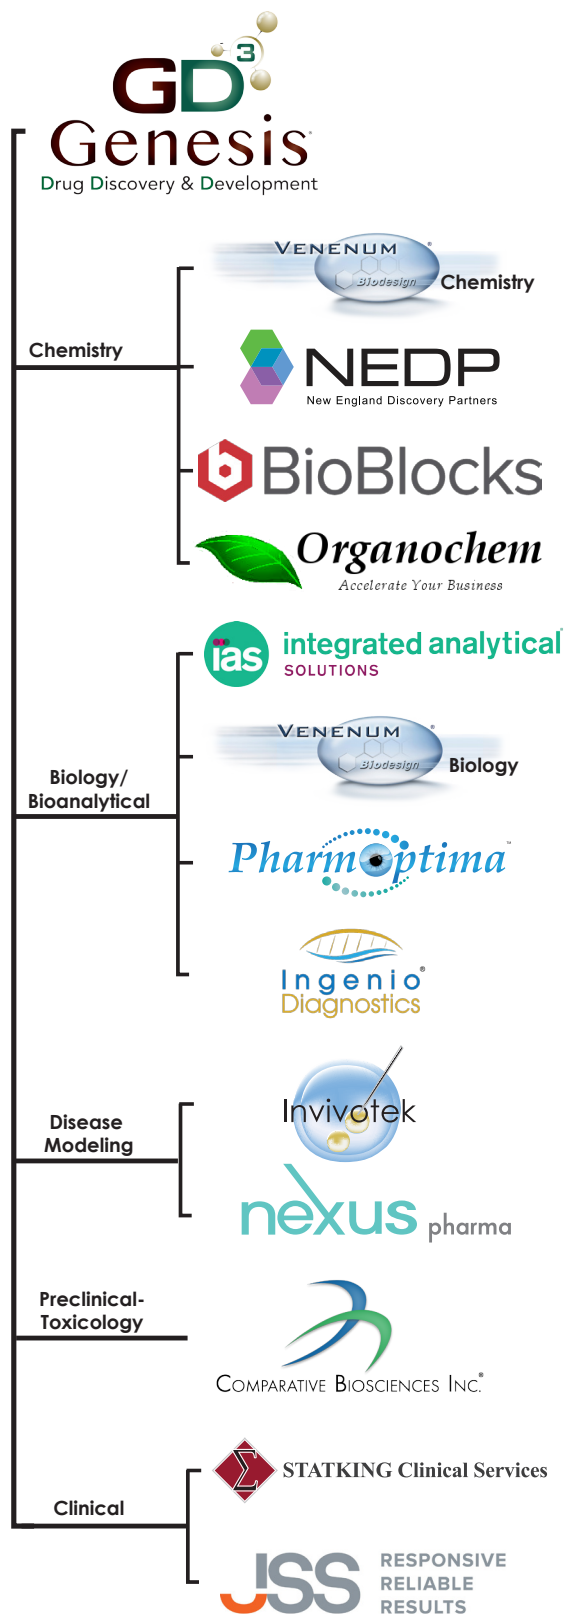 GD3
Genesis
Drug Discovery & Development
Chemistry
VENENUM
Biodesign
Chemistry
NEDP
New England Discovery Partners
b BioBlocks
Organochem
Accelerate Your Business
Biology/
Bioanalytical
ias integrated analytical
SOLUTIONS
VENENUM
Biodesign
Biology
PharmOptima™
Ingenio®
Diagnostics
Disease
Modeling
Invivotek
nexus pharma
Preclinical-
Toxicology
COMPARATIVE BIOSCIENCES INC.®
Clinical
Σ STATKING Clinical Services
JSS
RESPONSIVE
RELIABLE
RESULTS